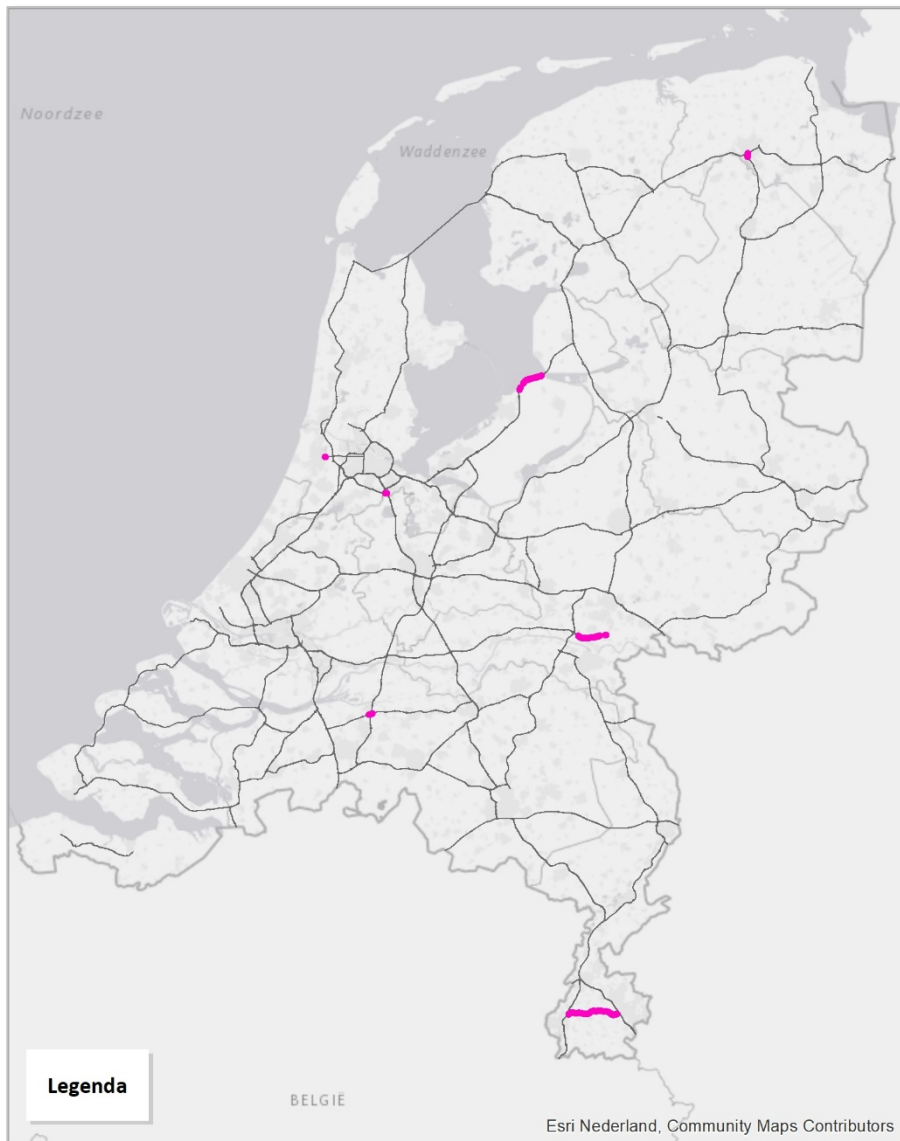 Noordzee
Waddenzee
Legenda
BELGIË
Esri Nederland, Community Maps Contributors